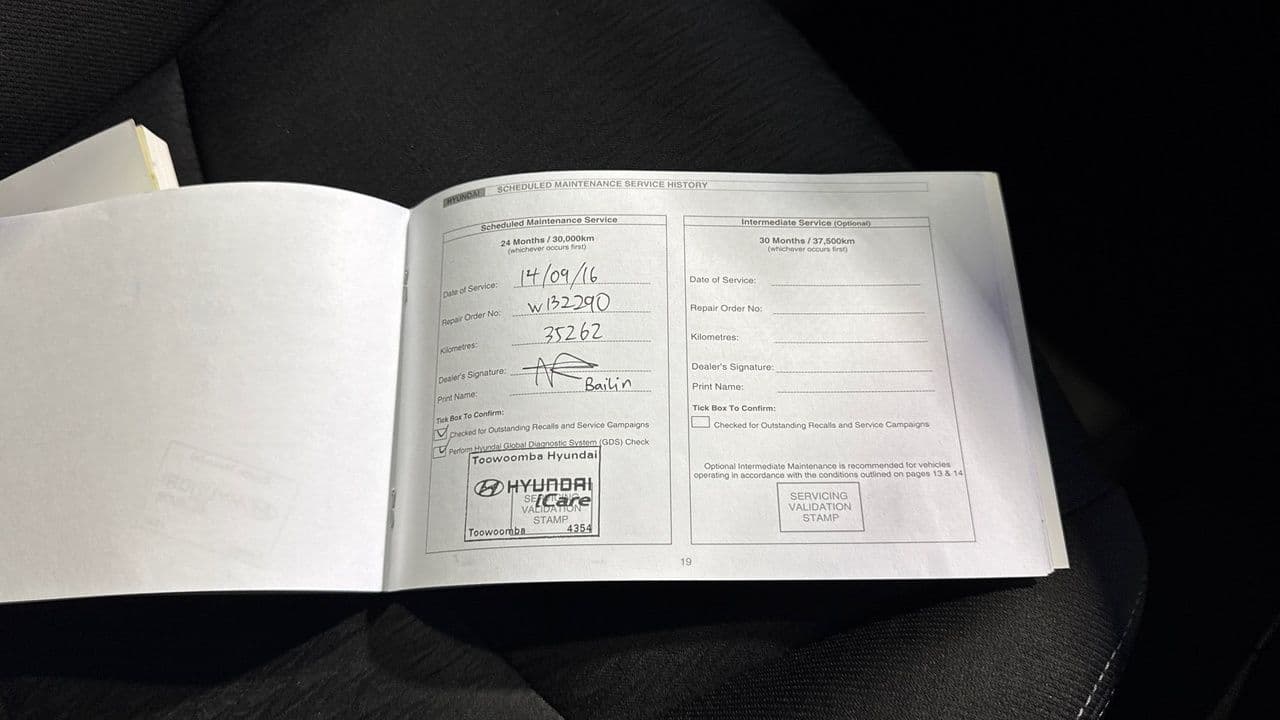 HYUNDAI SCHEDULED MAINTENANCE SERVICE HISTORY
Scheduled Maintenance Service
24 Months / 30,000km
(whichever occurs first)
Date of Service: 14/09/16
Repair Order No: W132290
Kilometres: 35262
Dealer's Signature:
Print Name: Bailin
Tick Box To Confirm:
Checked for Outstanding Recalls and Service Campaigns
Perform Hyundai Global Diagnostic System (GDS) Check
Toowoomba Hyundai
HYUNDAI
iCare
SERVICING
VALIDATION
STAMP
Toowoomba 4354
Intermediate Service (Optional)
30 Months / 37,500km
(whichever occurs first)
Date of Service:
Repair Order No:
Kilometres:
Dealer's Signature:
Print Name:
Tick Box To Confirm:
Checked for Outstanding Recalls and Service Campaigns
Optional Intermediate Maintenance is recommended for vehicles
operating in accordance with the conditions outlined on pages 13 & 14
SERVICING
VALIDATION
STAMP
19